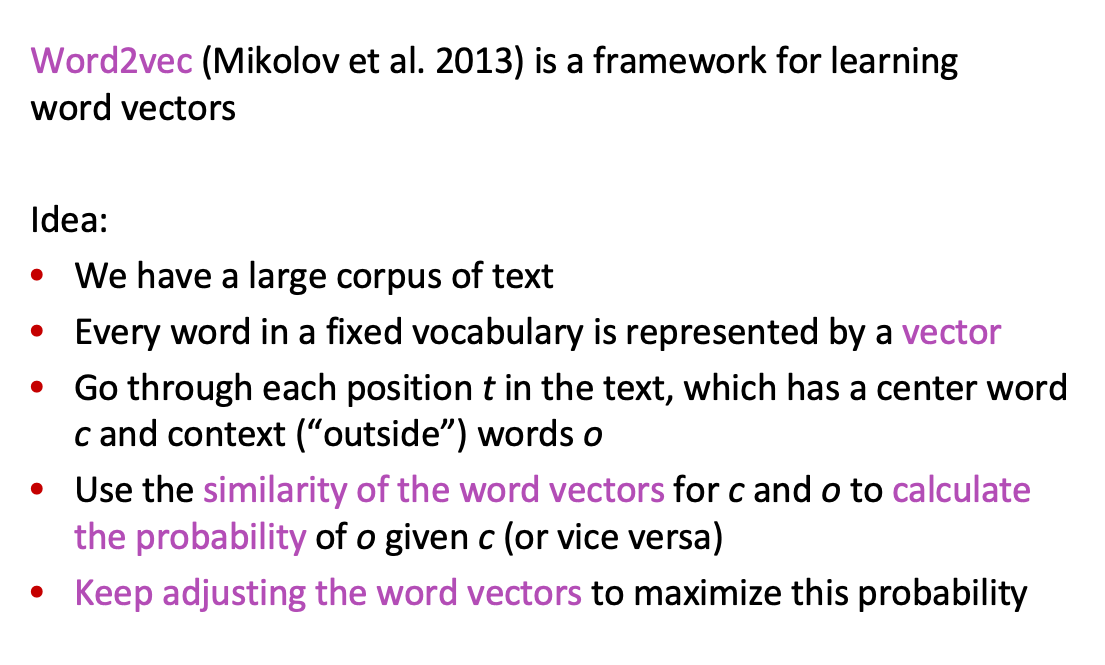 Word2vec (Mikolov et al. 2013) is a framework for learning
word vectors
Idea:
• We have a large corpus of text
• Every word in a fixed vocabulary is represented by a vector
• Go through each position t in the text, which has a center word
c and context (“outside”) words o
• Use the similarity of the word vectors for c and o to calculate
the probability of o given c (or vice versa)
• Keep adjusting the word vectors to maximize this probability